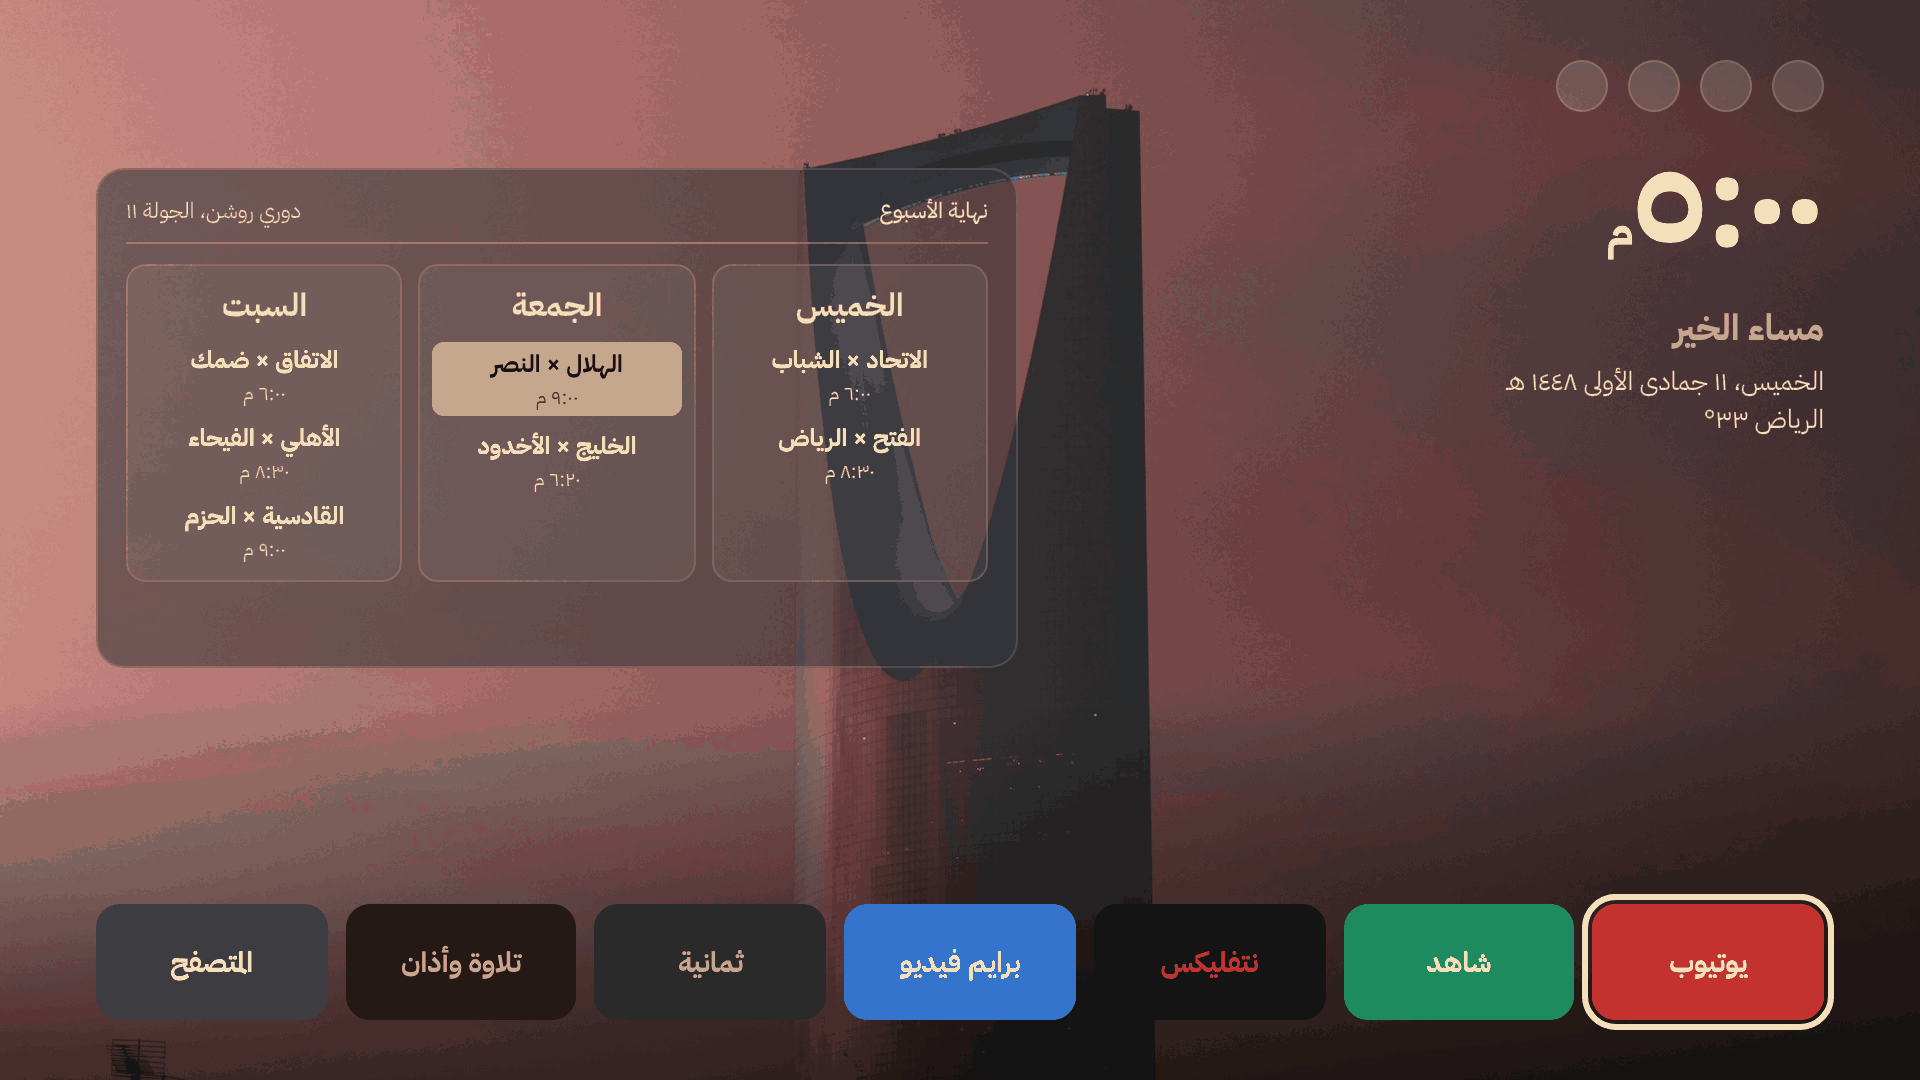 ٥:٠٠ م
مساء الخير
الخميس، ١١ جمادى الأولى ١٤٤٨ هـ
الرياض ٣٣°
نهاية الأسبوع
دوري روشن، الجولة ١١
الخميس
الاتحاد × الشباب
٦:٠٠ م
الفتح × الرياض
٨:٣٠ م
الجمعة
الهلال × النصر
٩:٠٠ م
الخليج × الأخدود
٦:٢٠ م
السبت
الاتفاق × ضمك
٦:٠٠ م
الأهلي × الفيحاء
٨:٣٠ م
القادسية × الحزم
٩:٠٠ م
يوتيوب
شاهد
نتفليكس
برايم فيديو
ثمانية
تلاوة وأذان
المتصفح